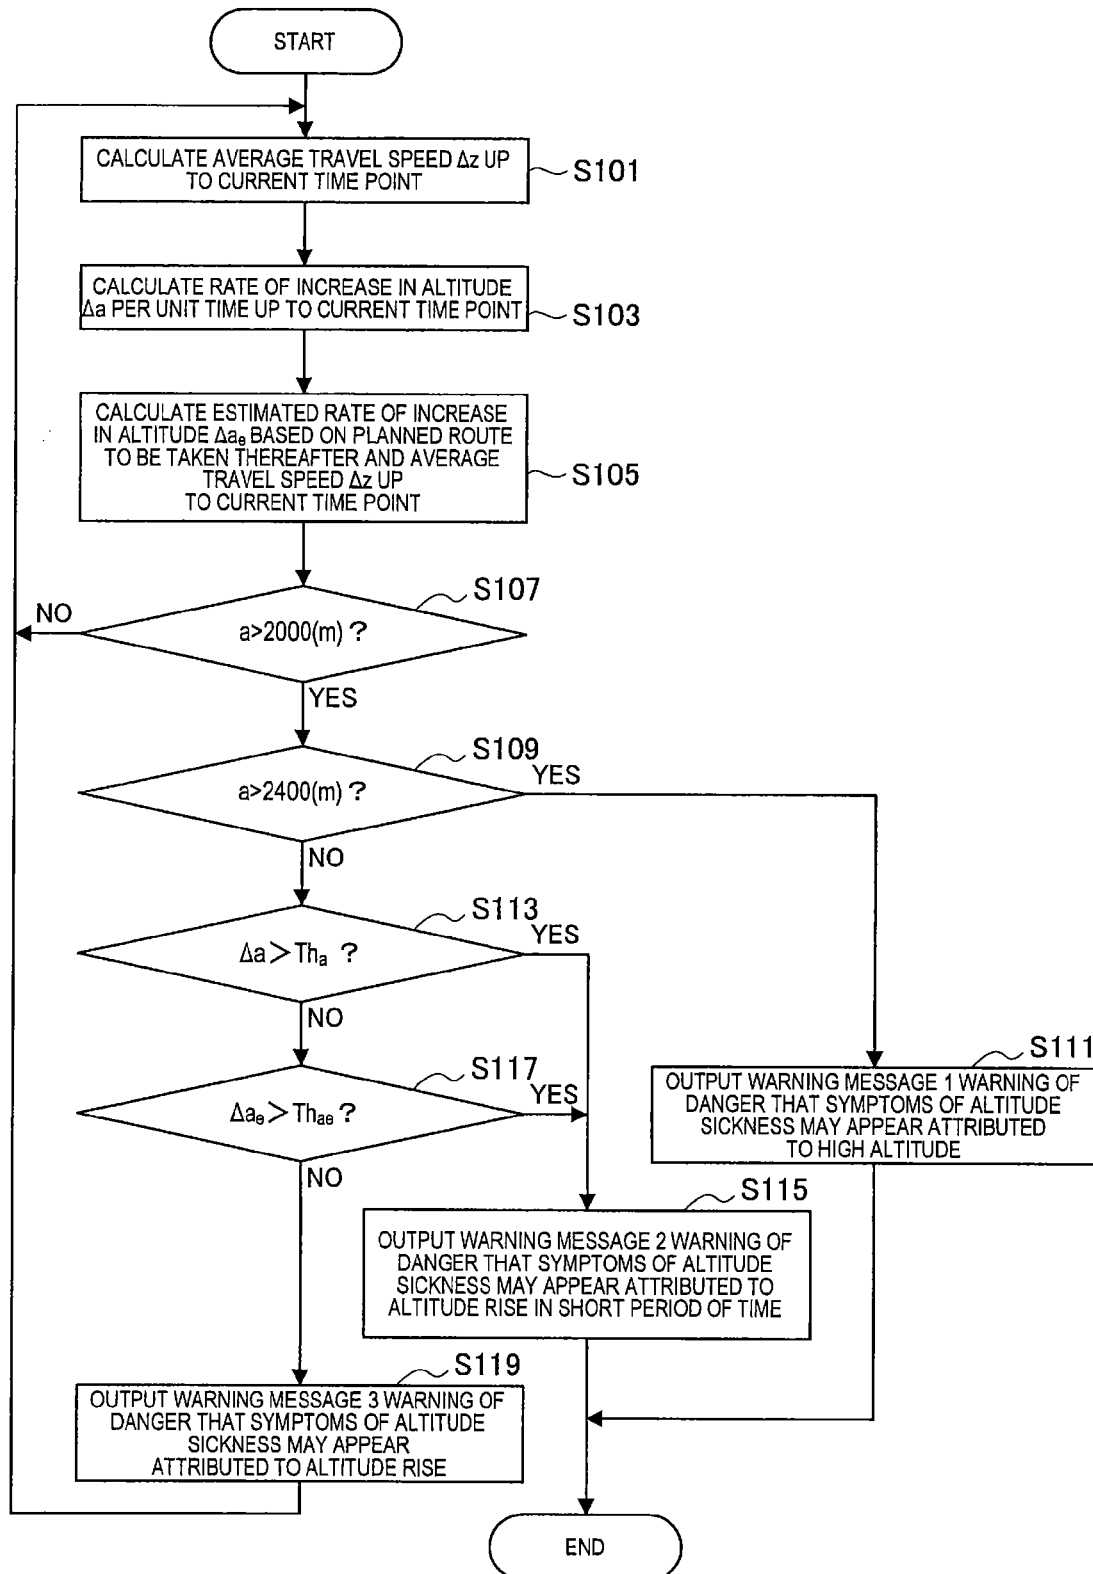 START
CALCULATE AVERAGE TRAVEL SPEED Δz UP
TO CURRENT TIME POINT
S101
CALCULATE RATE OF INCREASE IN ALTITUDE
Δa PER UNIT TIME UP TO CURRENT TIME POINT
S103
CALCULATE ESTIMATED RATE OF INCREASE
IN ALTITUDE Δaₑ BASED ON PLANNED ROUTE
TO BE TAKEN THEREAFTER AND AVERAGE
TRAVEL SPEED Δz UP
TO CURRENT TIME POINT
S105
S107
NO
a>2000(m) ?
YES
S109
YES
a>2400(m) ?
NO
S113
YES
Δa>Thₐ ?
NO
S117
YES
Δaₑ>Thₐₑ ?
NO
S111
OUTPUT WARNING MESSAGE 1 WARNING OF
DANGER THAT SYMPTOMS OF ALTITUDE
SICKNESS MAY APPEAR ATTRIBUTED
TO HIGH ALTITUDE
S115
OUTPUT WARNING MESSAGE 2 WARNING OF
DANGER THAT SYMPTOMS OF ALTITUDE
SICKNESS MAY APPEAR ATTRIBUTED TO
ALTITUDE RISE IN SHORT PERIOD OF TIME
S119
OUTPUT WARNING MESSAGE 3 WARNING OF
DANGER THAT SYMPTOMS OF ALTITUDE
SICKNESS MAY APPEAR
ATTRIBUTED TO ALTITUDE RISE
END